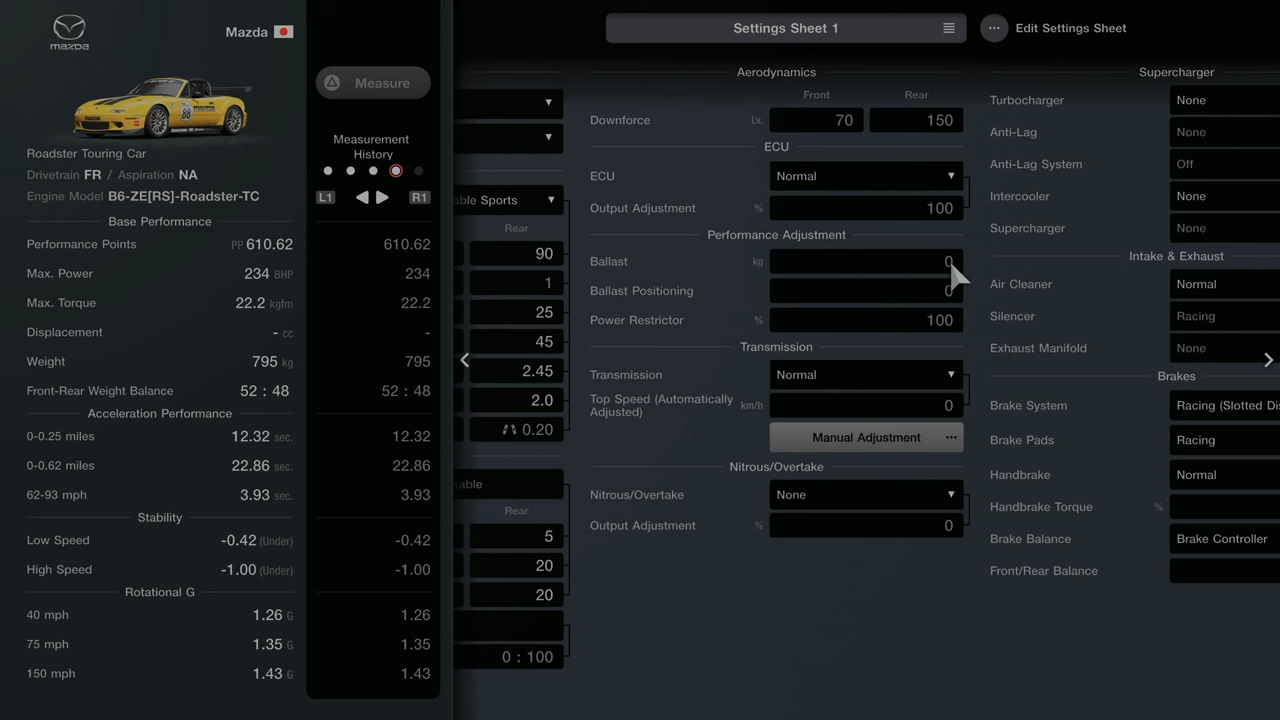 mazda
Mazda
88
Roadster Touring Car
Drivetrain FR / Aspiration NA
Engine Model B6-ZE[RS]-Roadster-TC
Base Performance
Performance Points PP 610.62
Max. Power 234 BHP
Max. Torque 22.2 kgfm
Displacement - cc
Weight 795 kg
Front-Rear Weight Balance 52 : 48
Acceleration Performance
0-0.25 miles 12.32 sec.
0-0.62 miles 22.86 sec.
62-93 mph 3.93 sec.
Stability
Low Speed -0.42 (Under)
High Speed -1.00 (Under)
Rotational G
40 mph 1.26 G
75 mph 1.35 G
150 mph 1.43 G
Measure
Measurement
History
L1 R1
610.62
234
22.2
-
795
52 : 48
12.32
22.86
3.93
-0.42
-1.00
1.26
1.35
1.43
Settings Sheet 1
Edit Settings Sheet
able Sports
Rear
90
1
25
45
2.45
2.0
0.20
sable
Rear
5
20
20
0 : 100
Aerodynamics
Front Rear
Downforce Lv. 70 150
ECU
ECU Normal
Output Adjustment % 100
Performance Adjustment
Ballast kg 0
Ballast Positioning 0
Power Restrictor % 100
Transmission
Transmission Normal
Top Speed (Automatically
Adjusted) km/h 0
Manual Adjustment
Nitrous/Overtake
Nitrous/Overtake None
Output Adjustment % 0
Supercharger
Turbocharger None
Anti-Lag None
Anti-Lag System Off
Intercooler None
Supercharger None
Intake & Exhaust
Air Cleaner Normal
Silencer Racing
Exhaust Manifold None
Brakes
Brake System Racing (Slotted Dis
Brake Pads Racing
Handbrake Normal
Handbrake Torque %
Brake Balance Brake Controller
Front/Rear Balance